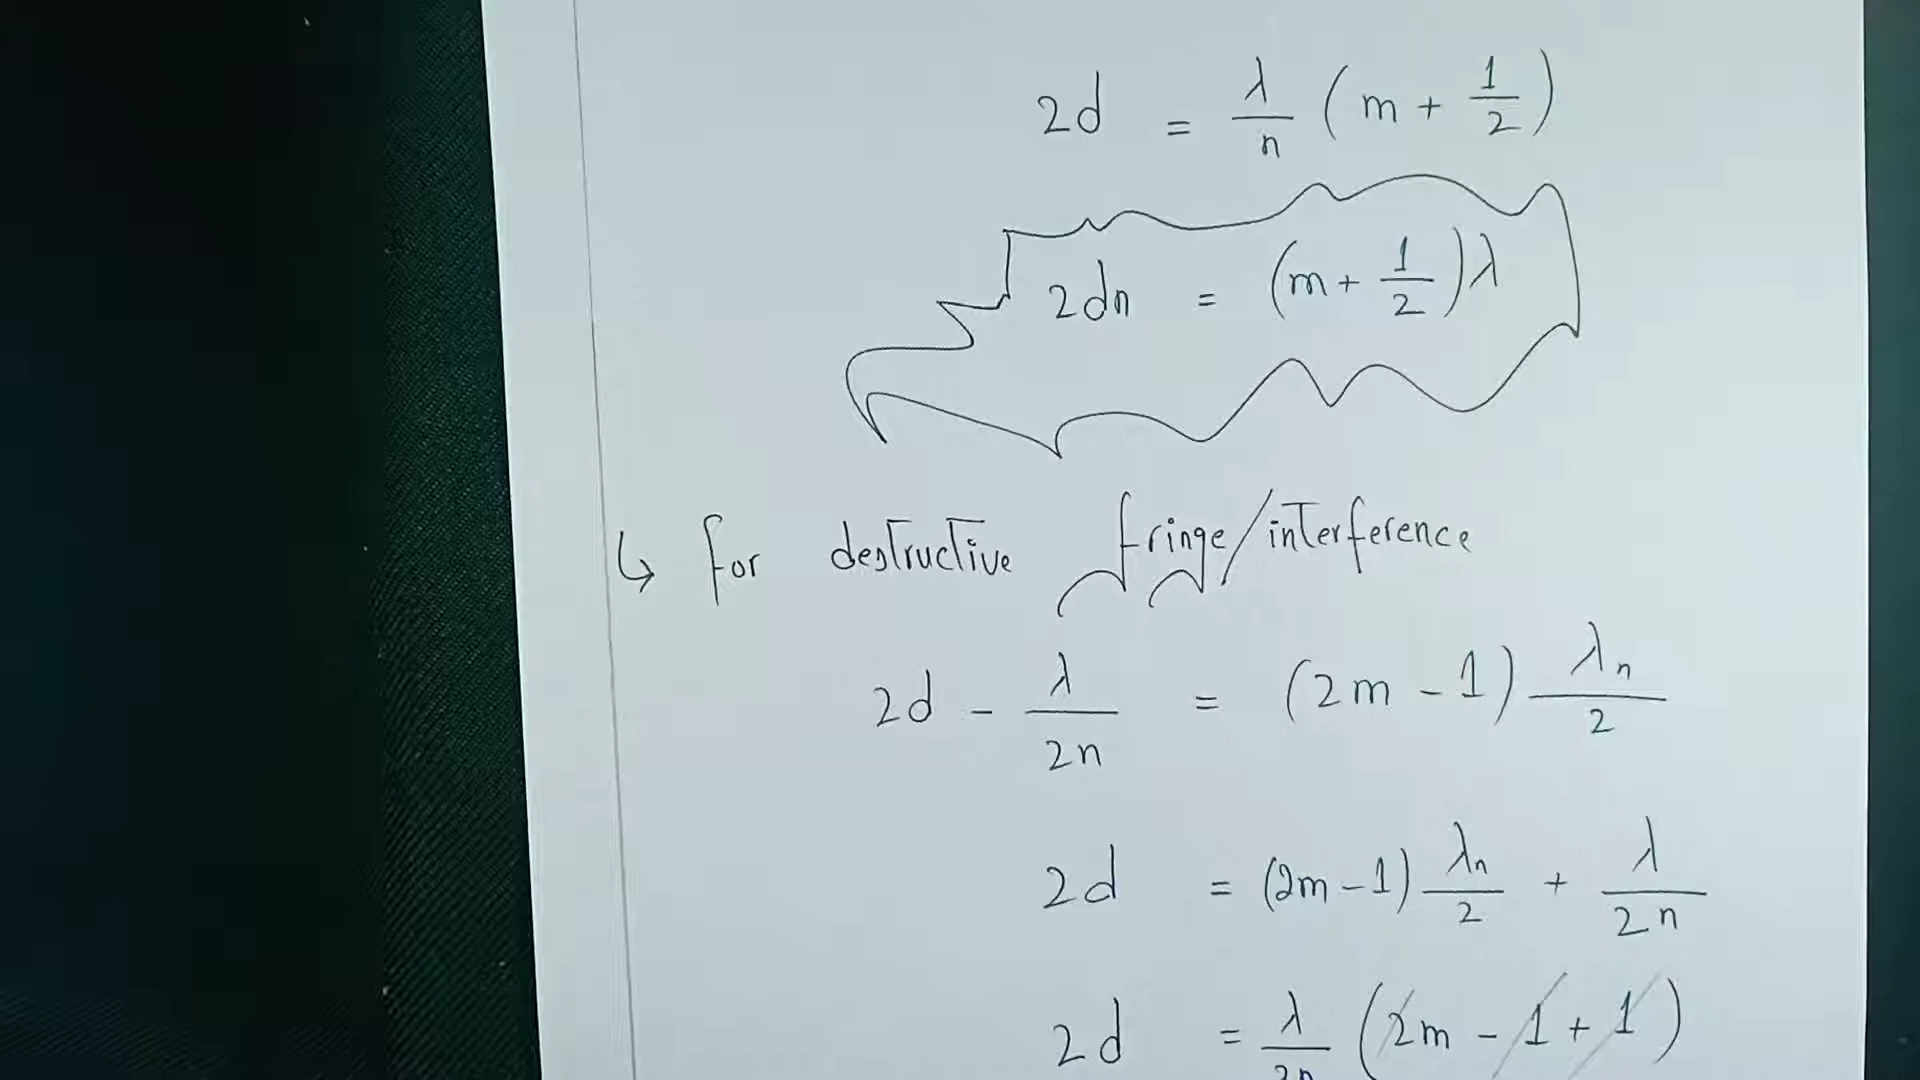 2d = λ/n (m + 1/2)
2dn = (m + 1/2)λ
↳ for destructive fringe/interference
2d - λ/2n = (2m - 1) λn/2
2d = (2m - 1) λn/2 + λ/2n
2d = λ/2n (2m - 1 + 1)